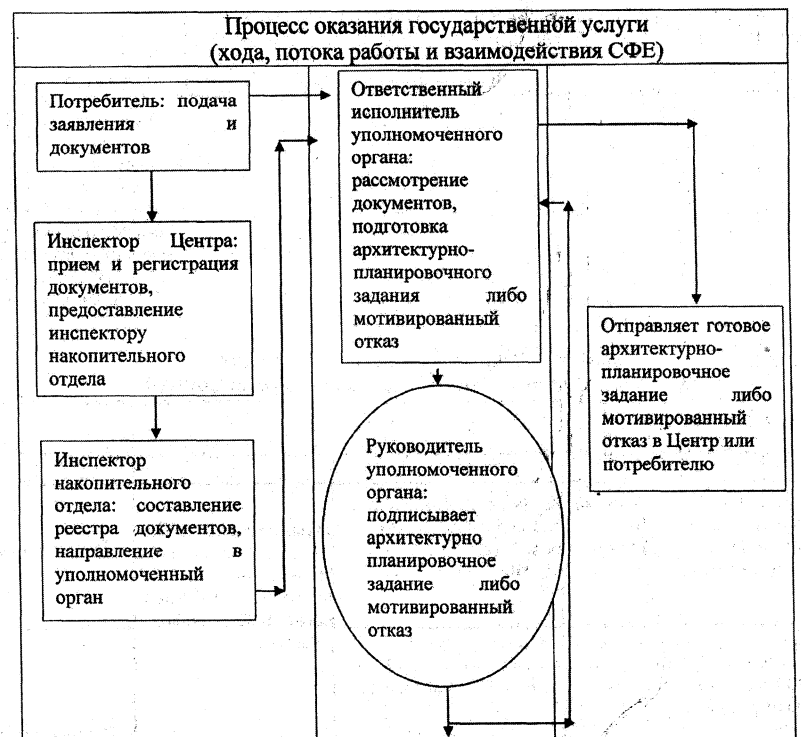 Процесс оказания государственной услуги
(хода, потока работы и взаимодействия СФЕ)
Потребитель: подача
заявления и
документов
Инспектор Центра:
прием и регистрация
документов,
предоставление
инспектору
накопительного
отдела
Инспектор
накопительного
отдела: составление
реестра документов,
направление в
уполномоченный
орган
Ответственный
исполнитель
уполномоченного
органа:
рассмотрение
документов,
подготовка
архитектурно-
планировочного
задания либо
мотивированный
отказ
Руководитель
уполномоченного
органа:
подписывает
архитектурно
планировочное
задание либо
мотивированный
отказ
Отправляет готовое
архитектурно-
планировочное
задание либо
мотивированный
отказ в Центр или
потребителю